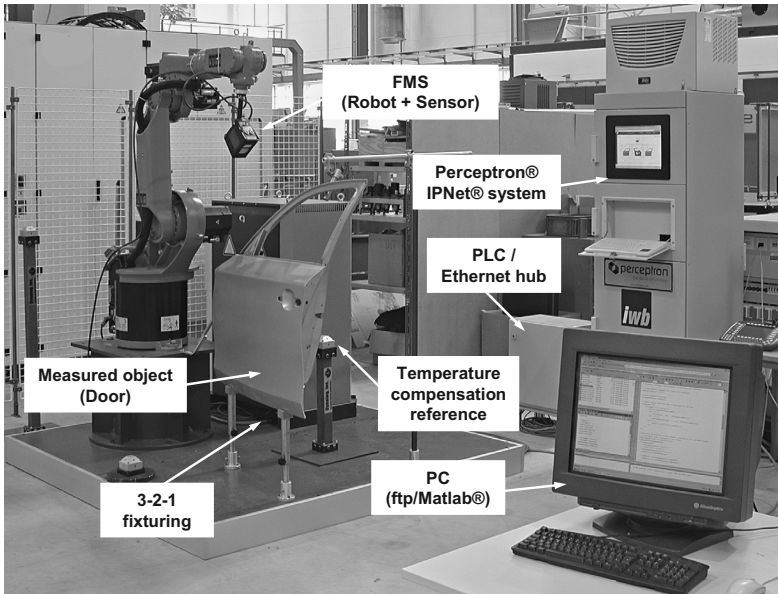 FMS
(Robot + Sensor)
Perceptron®
IPNet® system
PLC /
Ethernet hub
perceptron
iwb
Measured object
(Door)
Temperature
compensation
reference
3-2-1
fixturing
PC
(ftp/Matlab®)